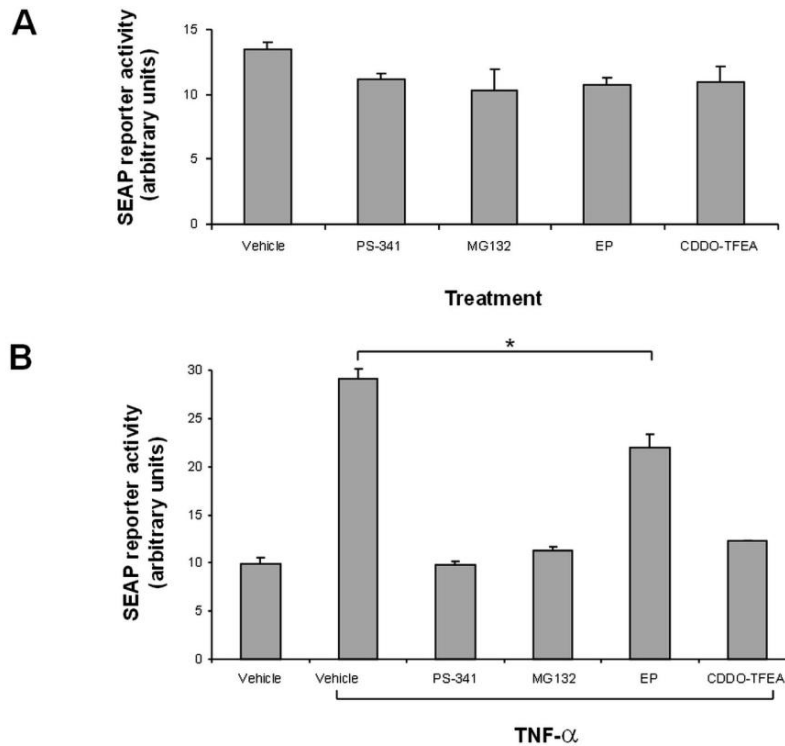 A
SEAP reporter activity
(arbitrary units)
15
10
5
0
Vehicle PS-341 MG132 EP CDDO-TFEA
Treatment
B
SEAP reporter activity
(arbitrary units)
*
30
25
20
15
10
5
0
Vehicle Vehicle PS-341 MG132 EP CDDO-TFEA
TNF-α